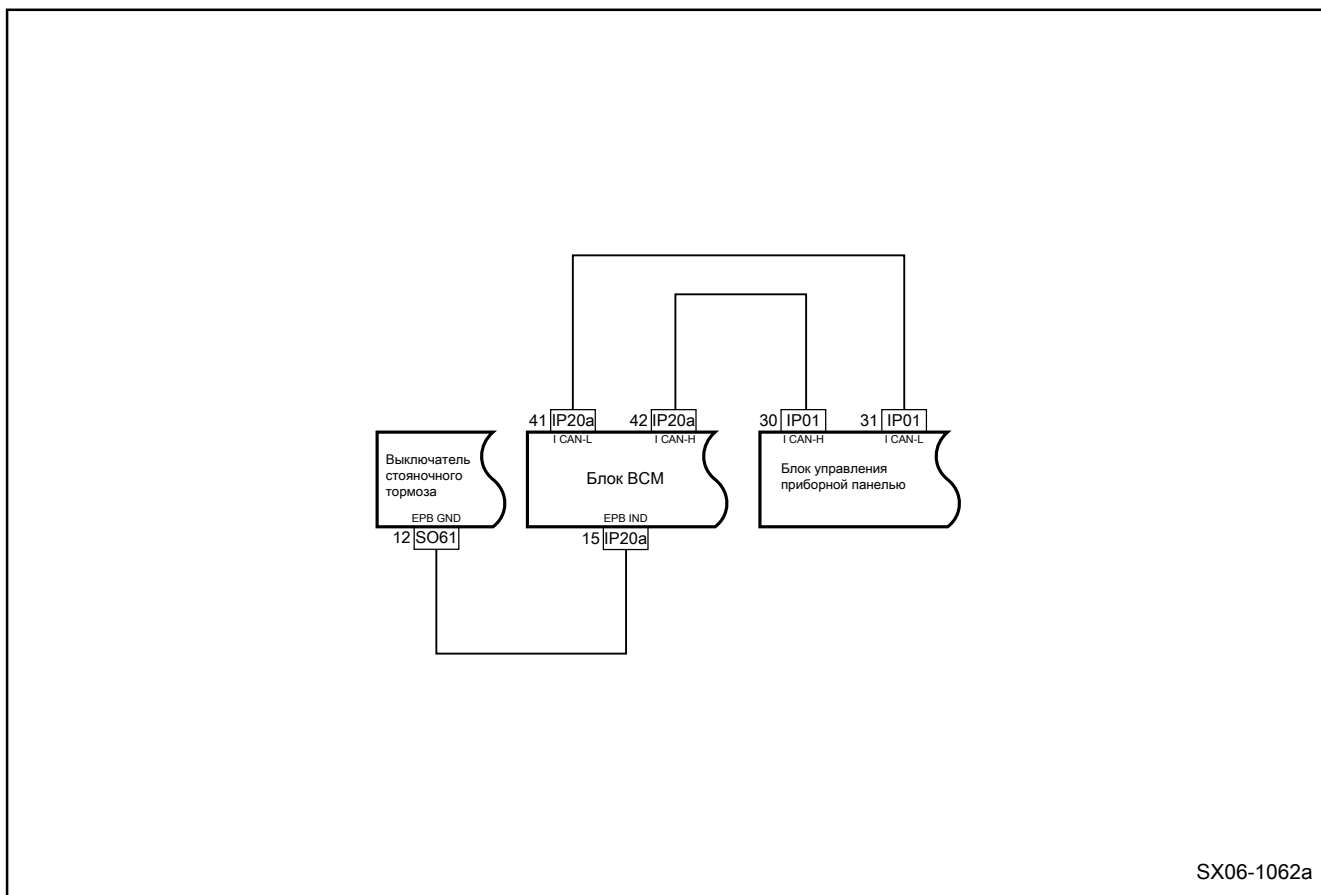 41 IP20a
42 IP20a
30 IP01
31 IP01
I CAN-L
I CAN-H
I CAN-H
I CAN-L
Выключатель
стояночного
тормоза
Блок BCM
Блок управления
приборной панелью
EPB GND
EPB IND
12 SO61
15 IP20a
SX06-1062a